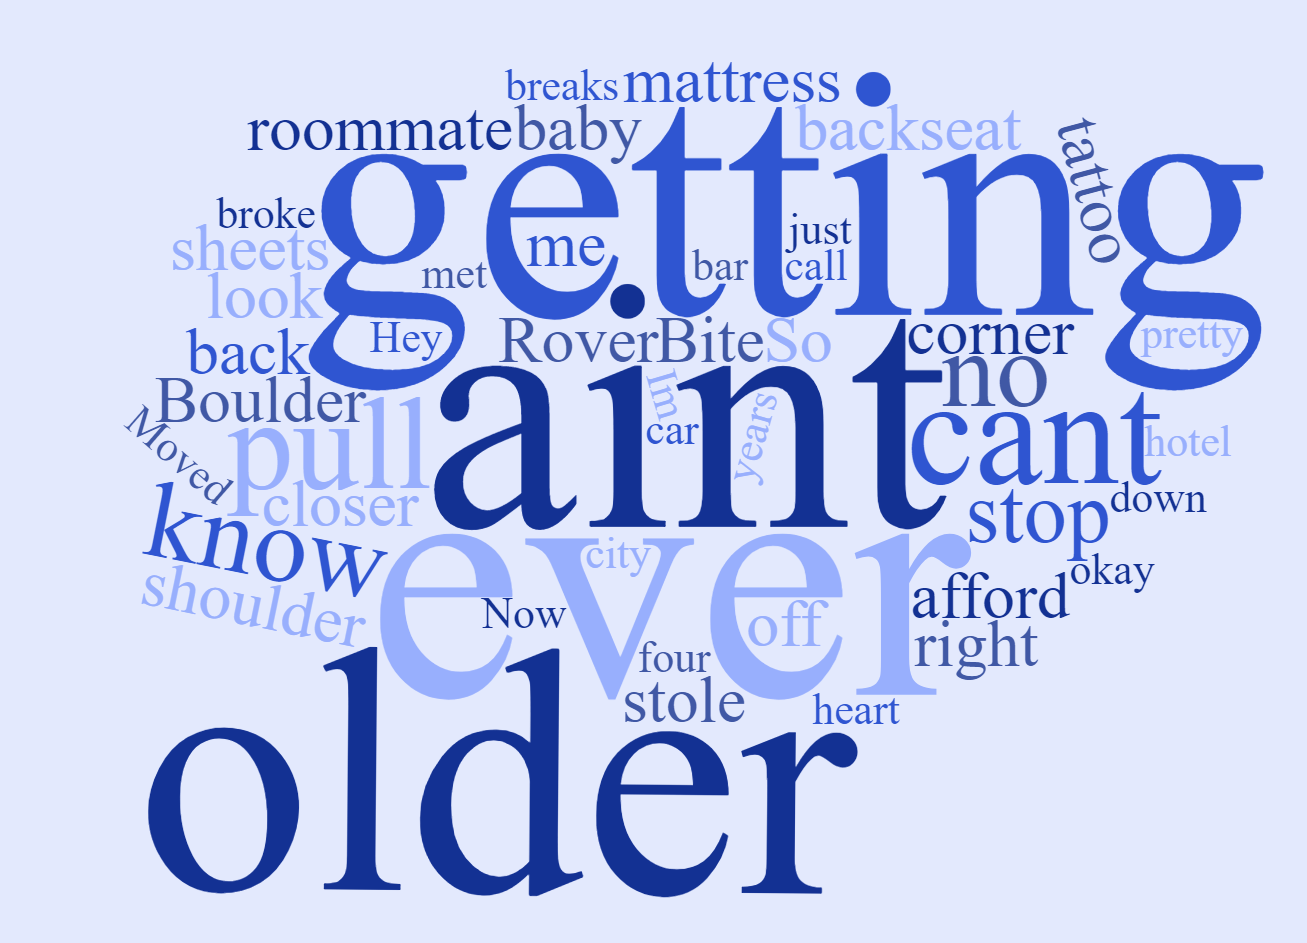 breaks mattress
roommate baby backseat tattoo
getting
broke just
sheets me bar call
met
look
Hey RoverBite So corner pretty
back
aint no
Boulder Im
pull car years cant hotel
Moved
closer stop down
know
ever city okay
shoulder Now off afford
four right
stole heart
older